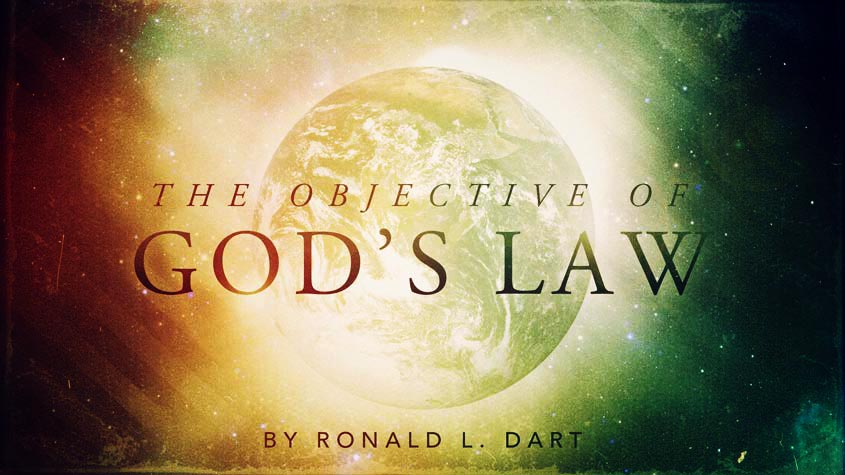 THE OBJECTIVE OF
GOD’S LAW
BY RONALD L. DART